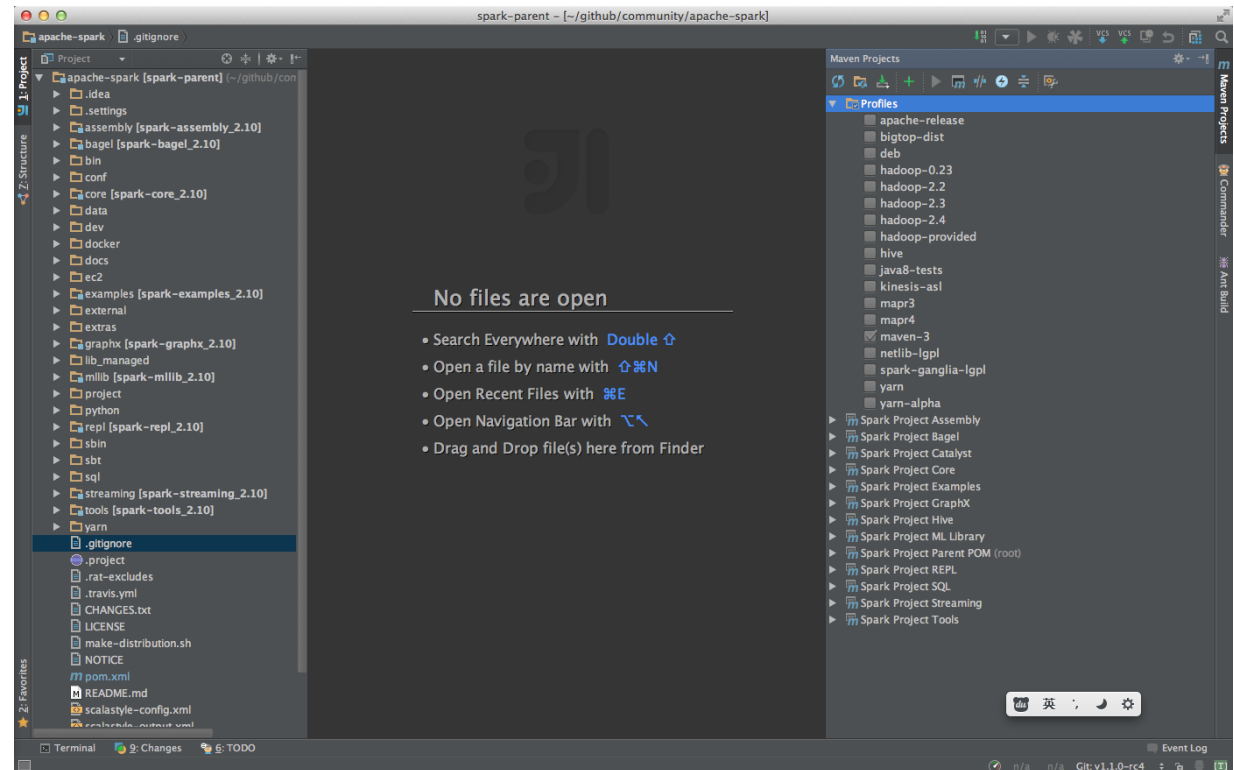 spark-parent – [~/github/community/apache-spark]
apache-spark .gitignore
1: Project
Z: Structure
2: Favorites
Project
apache-spark [spark-parent] (~/github/con
.idea
.settings
assembly [spark-assembly_2.10]
bagel [spark-bagel_2.10]
bin
conf
core [spark-core_2.10]
data
dev
docker
docs
ec2
examples [spark-examples_2.10]
external
extras
graphx [spark-graphx_2.10]
lib_managed
mllib [spark-mllib_2.10]
project
python
repl [spark-repl_2.10]
sbin
sbt
sql
streaming [spark-streaming_2.10]
tools [spark-tools_2.10]
yarn
.gitignore
.project
.rat-excludes
.travis.yml
CHANGES.txt
LICENSE
make-distribution.sh
NOTICE
pom.xml
README.md
scalastyle-config.xml
scalastyle-output.xml
No files are open
• Search Everywhere with Double ⇧
• Open a file by name with ⇧⌘N
• Open Recent Files with ⌘E
• Open Navigation Bar with ⌥↖
• Drag and Drop file(s) here from Finder
VCS VCS
Maven Projects
Profiles
apache-release
bigtop-dist
deb
hadoop-0.23
hadoop-2.2
hadoop-2.3
hadoop-2.4
hadoop-provided
hive
java8-tests
kinesis-asl
mapr3
mapr4
maven-3
netlib-lgpl
spark-ganglia-lgpl
yarn
yarn-alpha
Spark Project Assembly
Spark Project Bagel
Spark Project Catalyst
Spark Project Core
Spark Project Examples
Spark Project GraphX
Spark Project Hive
Spark Project ML Library
Spark Project Parent POM (root)
Spark Project REPL
Spark Project SQL
Spark Project Streaming
Spark Project Tools
Maven Projects
Commander
Ant Build
du 英
Terminal 9: Changes 6: TODO
Event Log
n/a n/a Git: v1.1.0-rc4 [T]